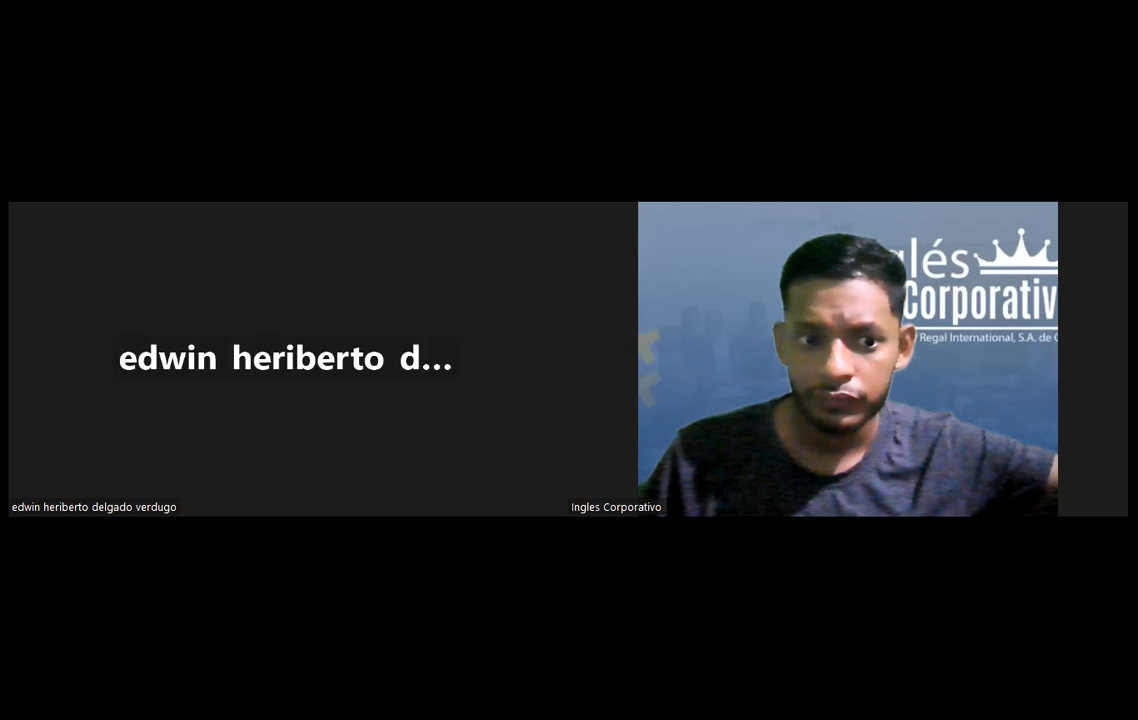 edwin heriberto d...
edwin heriberto delgado verdugo
glés
Corporativ
Regal International, S.A. de C
Ingles Corporativo